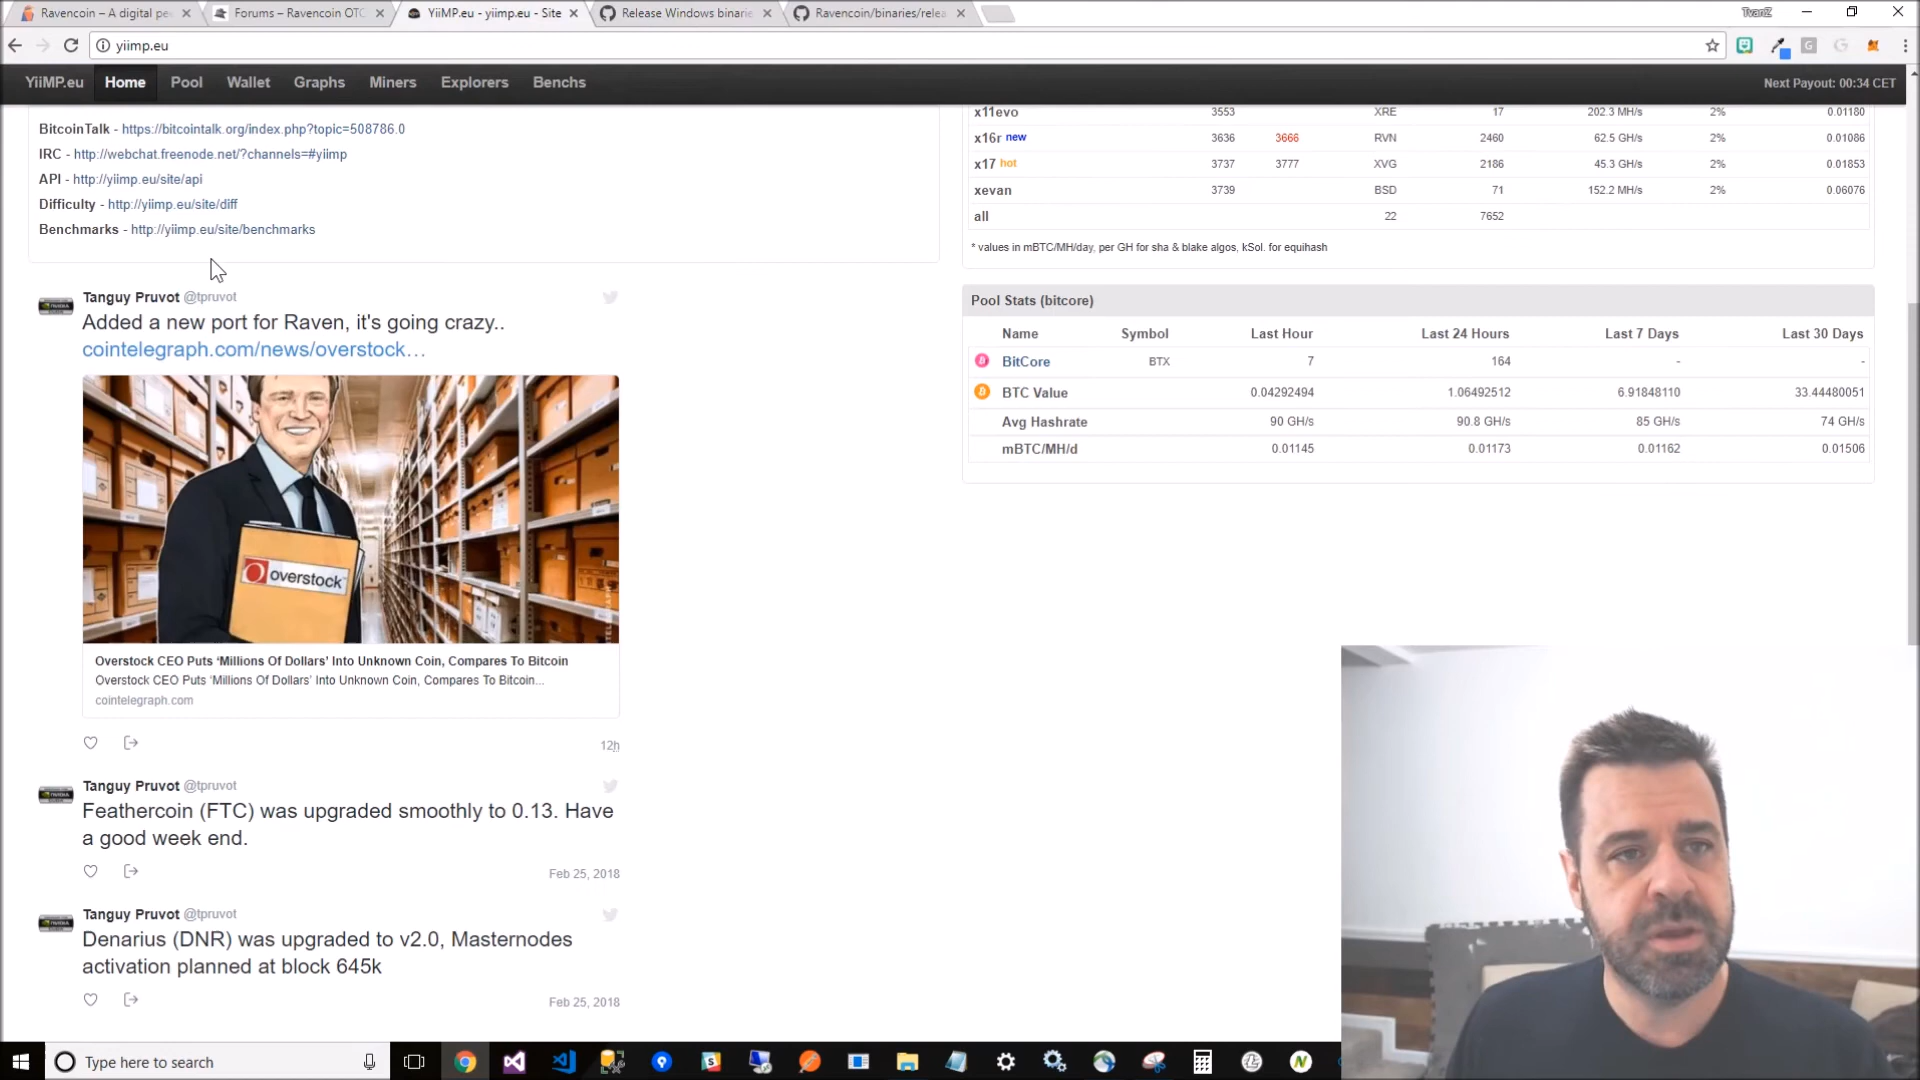 Ravencoin – A digital pe
Forums – Ravencoin OTC
YiiMP.eu - yiimp.eu - Site
Release Windows binarie
Ravencoin/binaries/relea
TvanZ
yiimp.eu
YiiMP.eu Home Pool Wallet Graphs Miners Explorers Benchs
Next Payout: 00:34 CET
BitcoinTalk - https://bitcointalk.org/index.php?topic=508786.0
IRC - http://webchat.freenode.net/?channels=#yiimp
API - http://yiimp.eu/site/api
Difficulty - http://yiimp.eu/site/diff
Benchmarks - http://yiimp.eu/site/benchmarks
Tanguy Pruvot @tpruvot
Added a new port for Raven, it's going crazy..
cointelegraph.com/news/overstock…
overstock
Overstock CEO Puts ‘Millions Of Dollars’ Into Unknown Coin, Compares To Bitcoin
Overstock CEO Puts ‘Millions Of Dollars’ Into Unknown Coin, Compares To Bitcoin...
cointelegraph.com
12h
Tanguy Pruvot @tpruvot
Feathercoin (FTC) was upgraded smoothly to 0.13. Have
a good week end.
Feb 25, 2018
Tanguy Pruvot @tpruvot
Denarius (DNR) was upgraded to v2.0, Masternodes
activation planned at block 645k
Feb 25, 2018
x11evo 3553 XRE 17 202.3 MH/s 2% 0.01180
x16r new 3636 3666 RVN 2460 62.5 GH/s 2% 0.01086
x17 hot 3737 3777 XVG 2186 45.3 GH/s 2% 0.01853
xevan 3739 BSD 71 152.2 MH/s 2% 0.06076
all 22 7652
* values in mBTC/MH/day, per GH for sha & blake algos, kSol. for equihash
Pool Stats (bitcore)
Name Symbol Last Hour Last 24 Hours Last 7 Days Last 30 Days
BitCore BTX 7 164 - -
BTC Value 0.04292494 1.06492512 6.91848110 33.44480051
Avg Hashrate 90 GH/s 90.8 GH/s 85 GH/s 74 GH/s
mBTC/MH/d 0.01145 0.01173 0.01162 0.01506
Type here to search